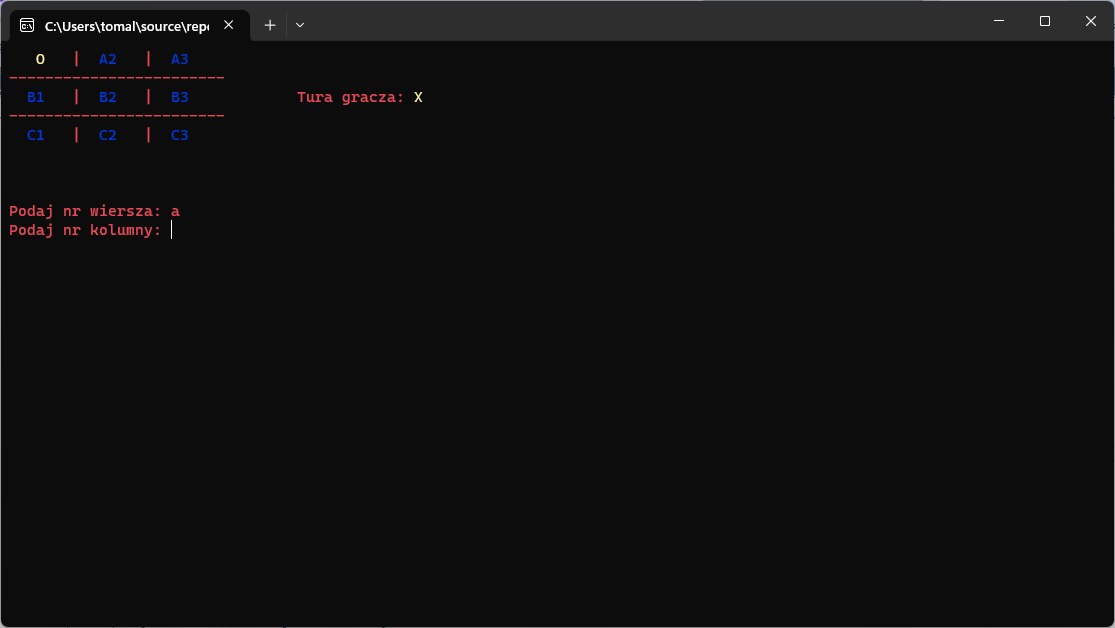 C:\Users\tomal\source\repo
O | A2 | A3
------------------------
B1 | B2 | B3 Tura gracza: X
------------------------
C1 | C2 | C3
Podaj nr wiersza: a
Podaj nr kolumny: